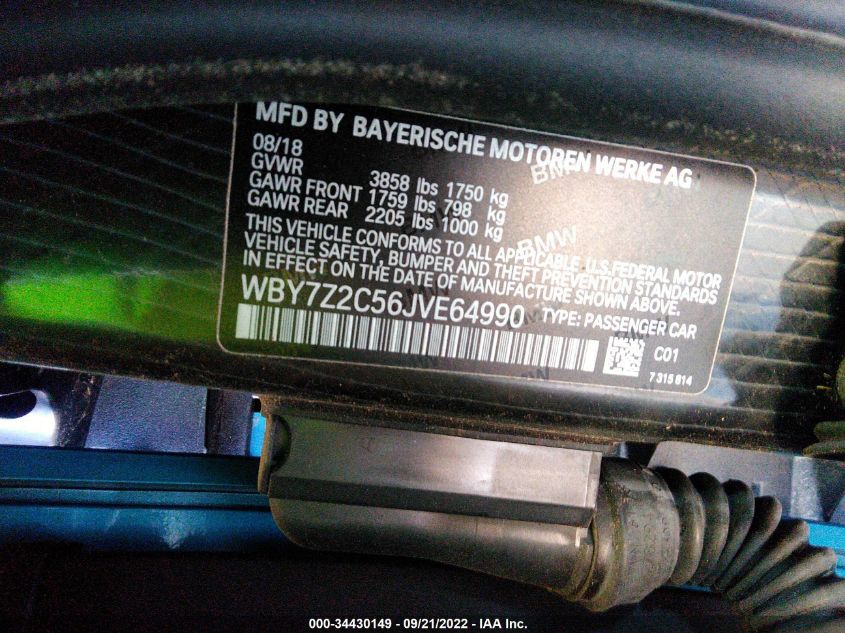 MFD BY BAYERISCHE MOTOREN WERKE AG
08/18
GVWR 3858 lbs 1750 kg
GAWR FRONT 1759 lbs 798 kg
GAWR REAR 2205 lbs 1000 kg
THIS VEHICLE CONFORMS TO ALL APPLICABLE U.S.FEDERAL MOTOR
VEHICLE SAFETY, BUMPER AND THEFT PREVENTION STANDARDS
IN EFFECT ON THE DATE OF MANUFACTURE SHOWN ABOVE.
WBY7Z2C56JVE64990 TYPE: PASSENGER CAR
C01
7 315 814
BMW
BMW
BMW
000-34430149 - 09/21/2022 - IAA Inc.